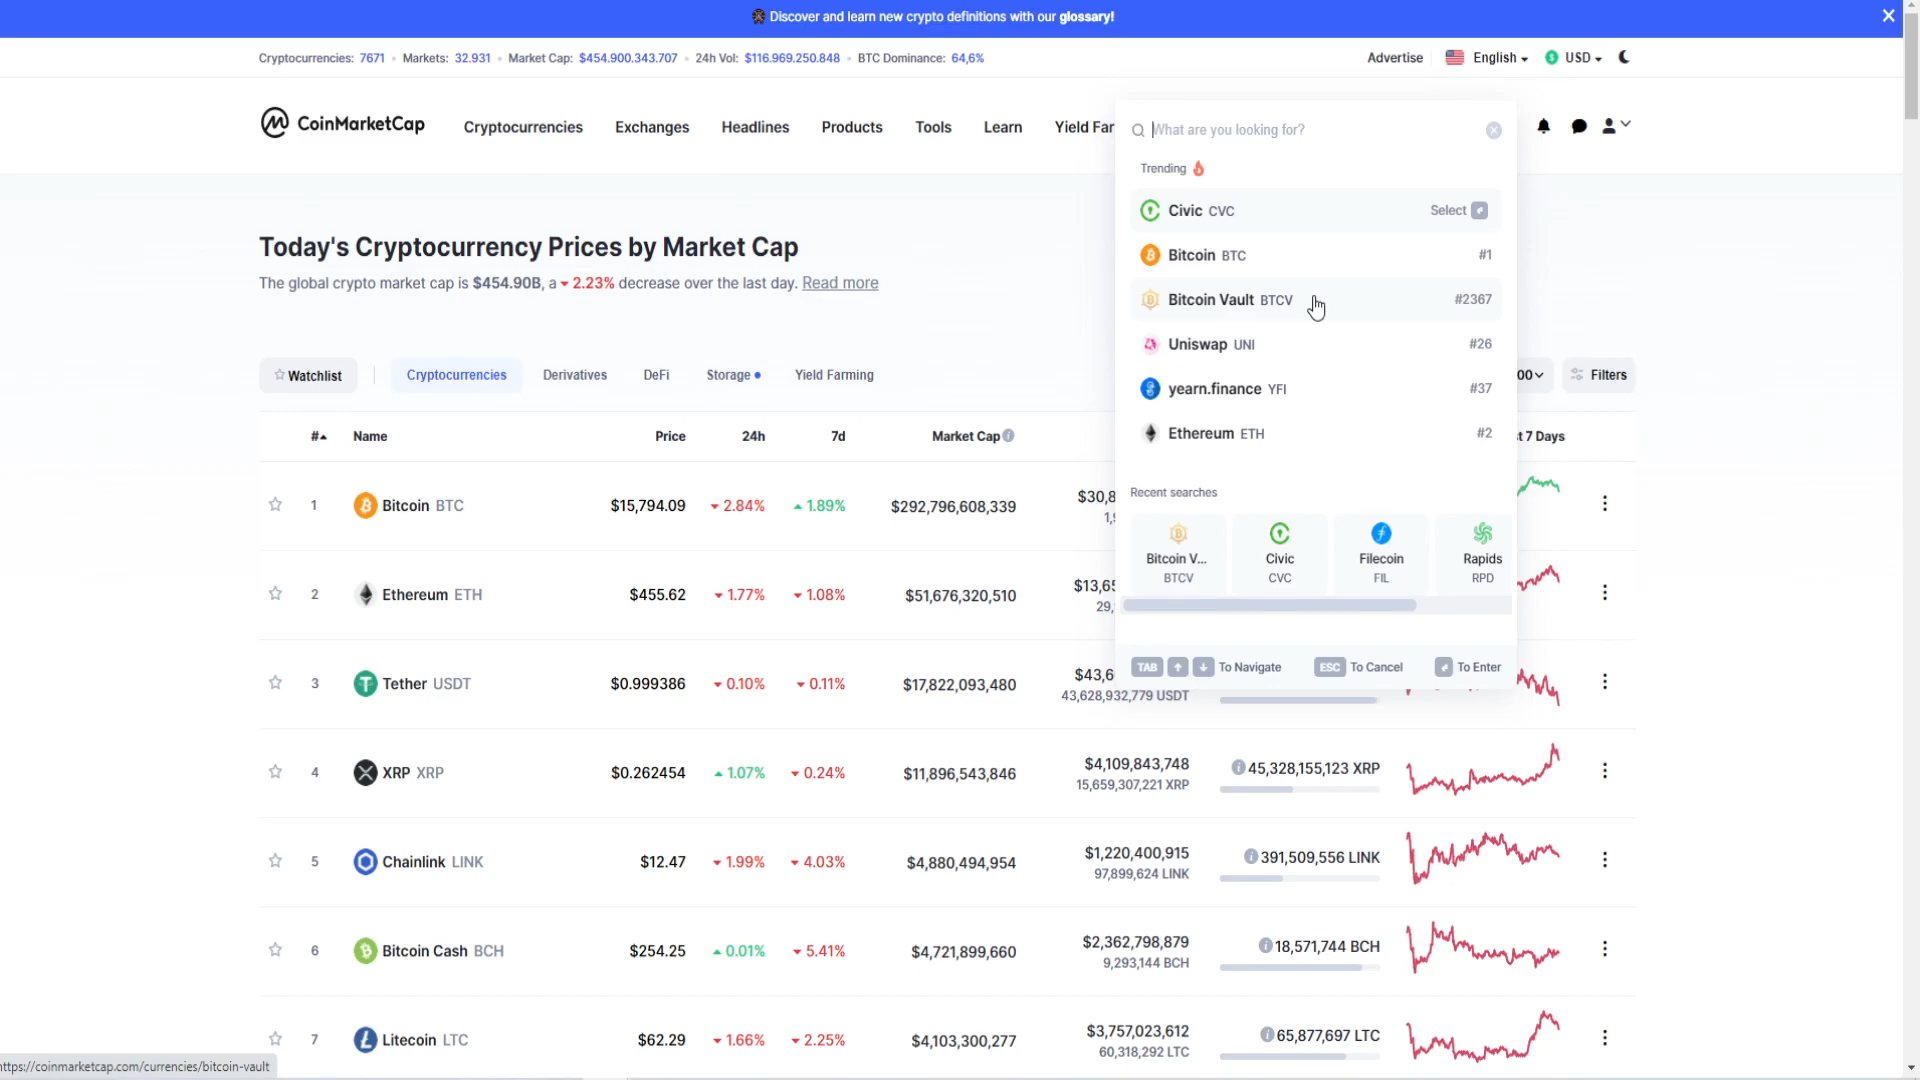 Discover and learn new crypto definitions with our glossary!
Cryptocurrencies: 7671 • Markets: 32.931 • Market Cap: $454.900.343.707 • 24h Vol: $116.969.250.848 • BTC Dominance: 64,6%
Advertise English USD
CoinMarketCap Cryptocurrencies Exchanges Headlines Products Tools Learn Yield Far
What are you looking for?
Trending
Civic CVC Select
Bitcoin BTC #1
Bitcoin Vault BTCV #2367
Uniswap UNI #26
yearn.finance YFI #37
Ethereum ETH #2
Recent searches
Bitcoin V... Civic Filecoin Rapids
BTCV CVC FIL RPD
TAB To Navigate ESC To Cancel To Enter
Today's Cryptocurrency Prices by Market Cap
The global crypto market cap is $454.90B, a 2.23% decrease over the last day. Read more
Watchlist Cryptocurrencies Derivatives DeFi Storage Yield Farming 00 Filters
# Name Price 24h 7d Market Cap t 7 Days
1 Bitcoin BTC $15,794.09 2.84% 1.89% $292,796,608,339 $30,8
2 Ethereum ETH $455.62 1.77% 1.08% $51,676,320,510 $13,65
29,
3 Tether USDT $0.999386 0.10% 0.11% $17,822,093,480 $43,6
43,628,932,779 USDT
4 XRP XRP $0.262454 1.07% 0.24% $11,896,543,846 $4,109,843,748 45,328,155,123 XRP
15,659,307,221 XRP
5 Chainlink LINK $12.47 1.99% 4.03% $4,880,494,954 $1,220,400,915 391,509,556 LINK
97,899,624 LINK
6 Bitcoin Cash BCH $254.25 0.01% 5.41% $4,721,899,660 $2,362,798,879 18,571,744 BCH
9,293,144 BCH
7 Litecoin LTC $62.29 1.66% 2.25% $4,103,300,277 $3,757,023,612 65,877,697 LTC
60,318,292 LTC
ttps://coinmarketcap.com/currencies/bitcoin-vault